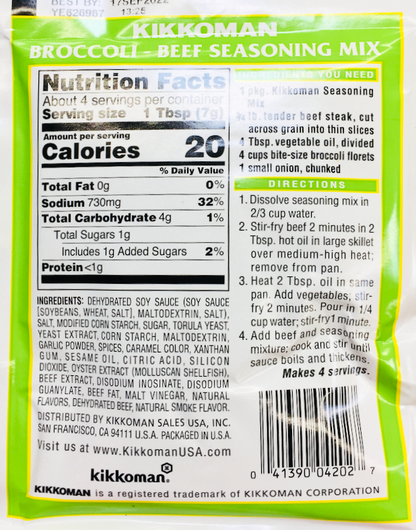 BEST BY: 17SEP2022
YE626967 13:25
KIKKOMAN
BROCCOLI - BEEF SEASONING MIX
Nutrition Facts
About 4 servings per container
Serving size 1 Tbsp (7g)
Amount per serving
Calories 20
% Daily Value
Total Fat 0g 0%
Sodium 730mg 32%
Total Carbohydrate 4g 1%
Total Sugars 1g
Includes 1g Added Sugars 2%
Protein <1g
INGREDIENTS: DEHYDRATED SOY SAUCE (SOY SAUCE
[SOYBEANS, WHEAT, SALT], MALTODEXTRIN, SALT),
SALT, MODIFIED CORN STARCH, SUGAR, TORULA YEAST,
YEAST EXTRACT, CORN STARCH, MALTODEXTRIN,
GARLIC POWDER, SPICES, CARAMEL COLOR, XANTHAN
GUM, SESAME OIL, CITRIC ACID, SILICON
DIOXIDE, OYSTER EXTRACT (MOLLUSCAN SHELLFISH),
BEEF EXTRACT, DISODIUM INOSINATE, DISODIUM
GUANYLATE, BEEF FAT, MALT VINEGAR, NATURAL
FLAVORS, DEHYDRATED BEEF, NATURAL SMOKE FLAVOR.
DISTRIBUTED BY KIKKOMAN SALES USA, INC.
SAN FRANCISCO, CA 94111 U.S.A. PACKAGED IN U.S.A.
Visit us at www.KikkomanUSA.com
kikkoman®
INGREDIENTS YOU NEED
1 pkg. Kikkoman Seasoning
Mix
lb. tender beef steak, cut
across grain into thin slices
4 Tbsp. vegetable oil, divided
4 cups bite-size broccoli florets
1 small onion, chunked
DIRECTIONS
1. Dissolve seasoning mix in
2/3 cup water.
2. Stir-fry beef 2 minutes in 2
Tbsp. hot oil in large skillet
over medium-high heat;
remove from pan.
3. Heat 2 Tbsp. oil in same
pan. Add vegetables; stir-
fry 2 minutes. Pour in 1/4
cup water; stir-fry 1 minute.
4. Add beef and seasoning
mixture; cook and stir until
sauce boils and thickens.
Makes 4 servings.
0 41390 04202 7
KIKKOMAN is a registered trademark of KIKKOMAN CORPORATION